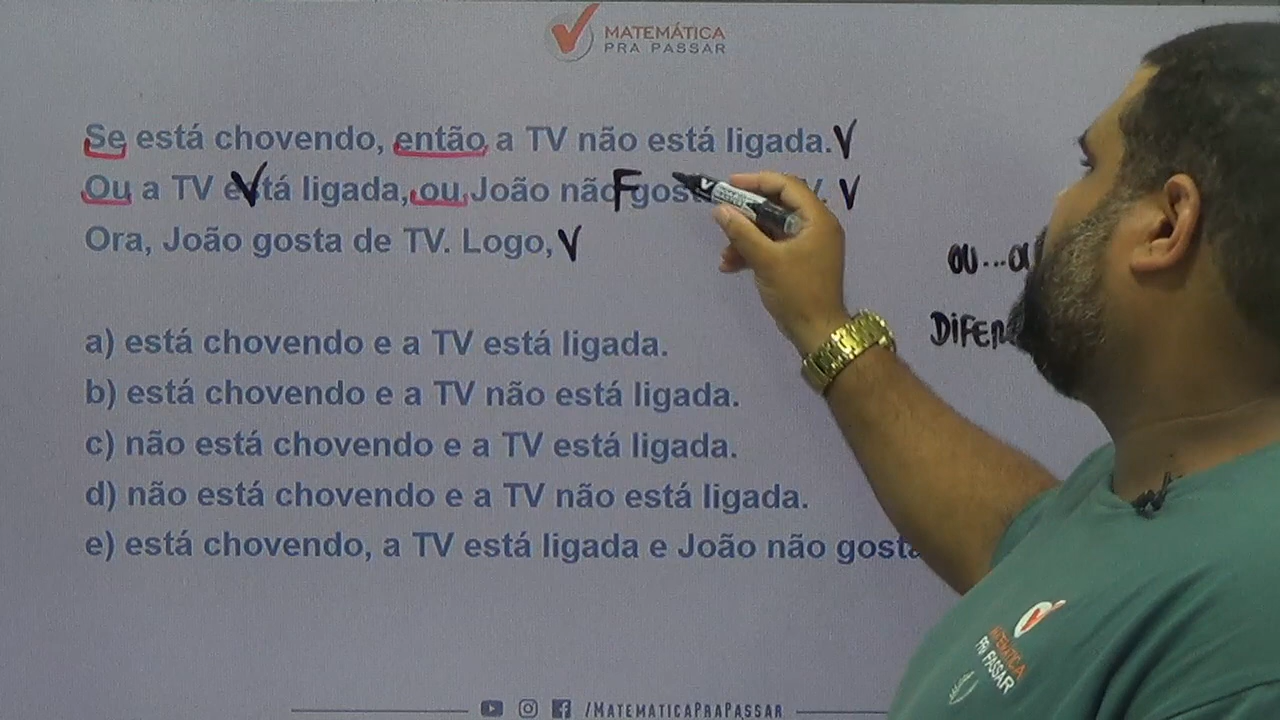 MATEMÁTICA
PRA PASSAR
Se está chovendo, então a TV não está ligada. V
Ou a TV está ligada, ou João não V F V. V
Ora, João gosta de TV. Logo, V
OU...OU
a) está chovendo e a TV está ligada.
b) está chovendo e a TV não está ligada.
c) não está chovendo e a TV está ligada.
d) não está chovendo e a TV não está ligada.
e) está chovendo, a TV está ligada e João não
MATEMÁTICA
PRA PASSAR
/MATEMATICAPRAPASSAR